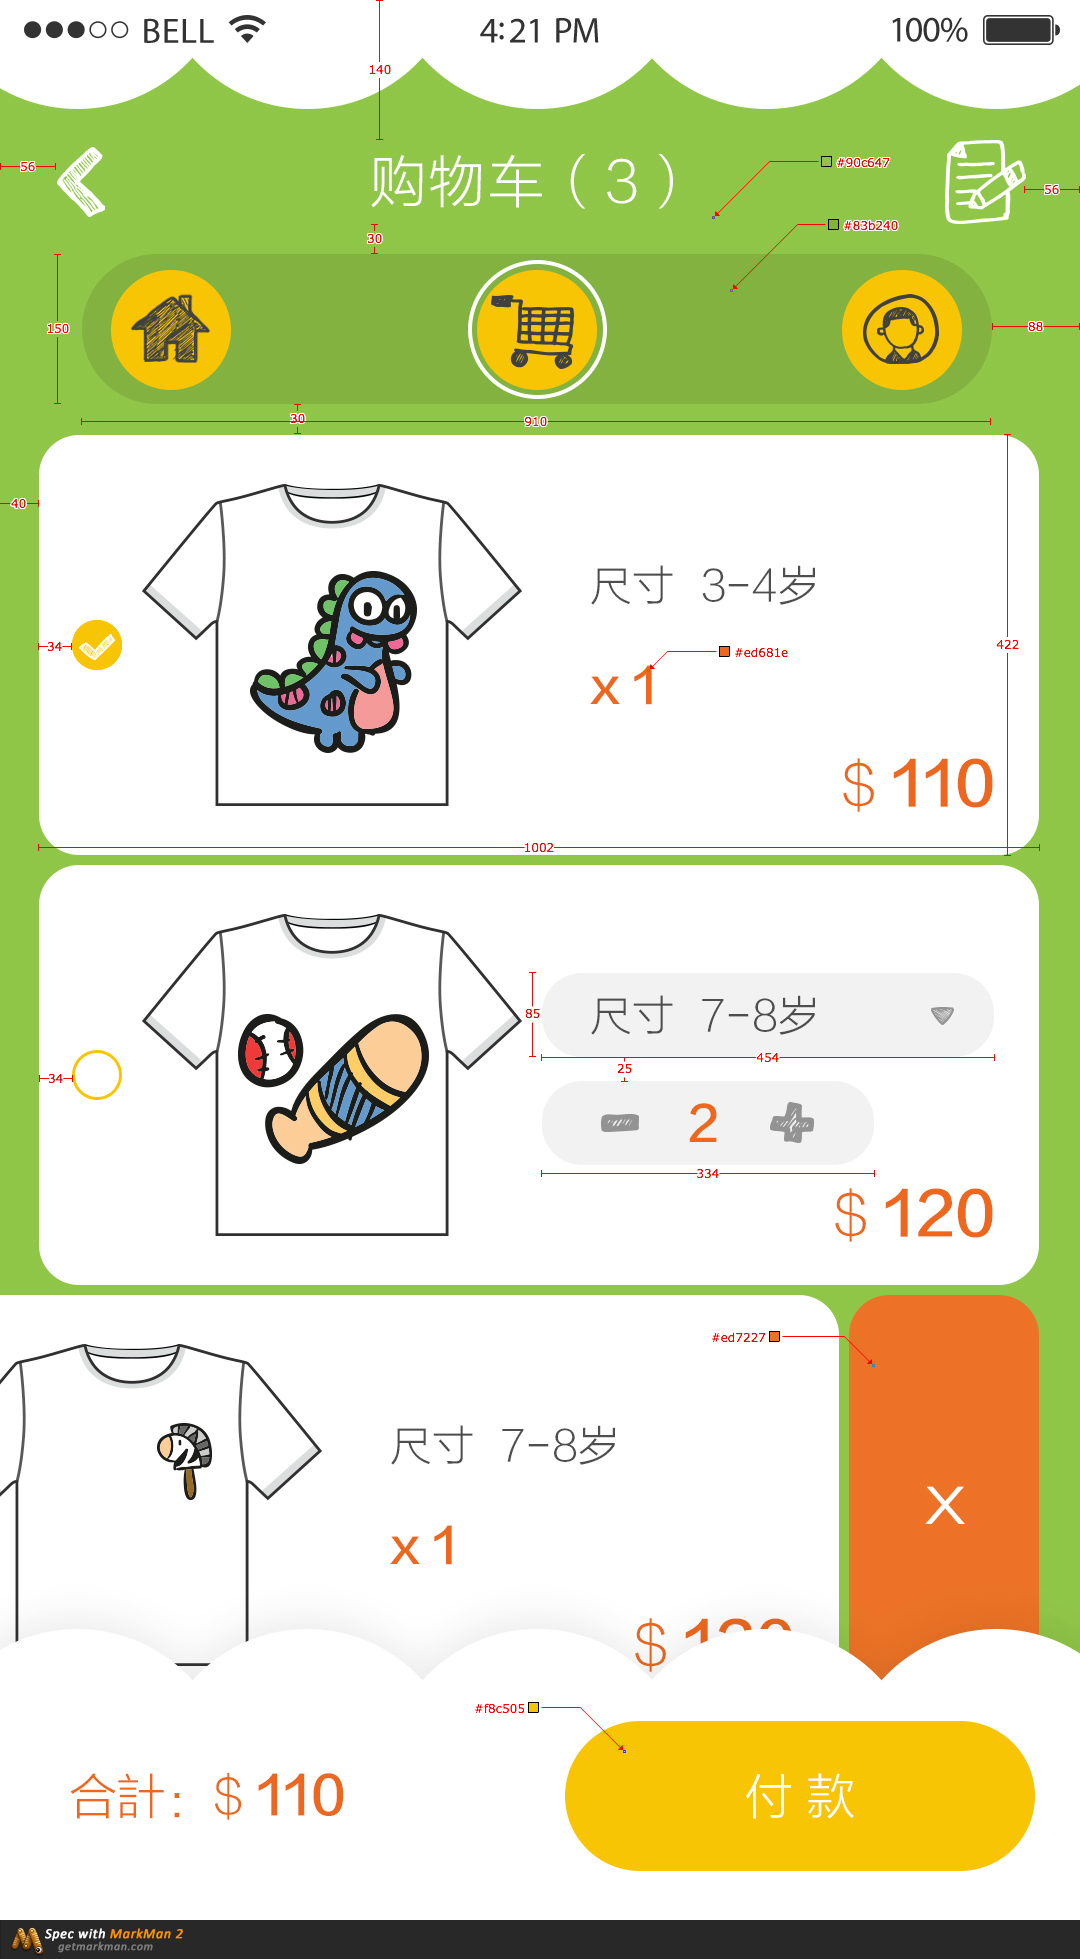 BELL 4:21 PM 100%
140
56 购物车（3） #90c647 56
#83b240
30
150 88
30 910
40
尺寸 3-4岁
34 422
#ed681e
x 1
$ 110
1002
85 尺寸 7-8岁
454
25
34
2
334
$ 120
#ed7227
尺寸 7-8岁
x
x 1
$ 120
#f8c505
合計：$ 110 付 款
Spec with MarkMan 2
getmarkman.com